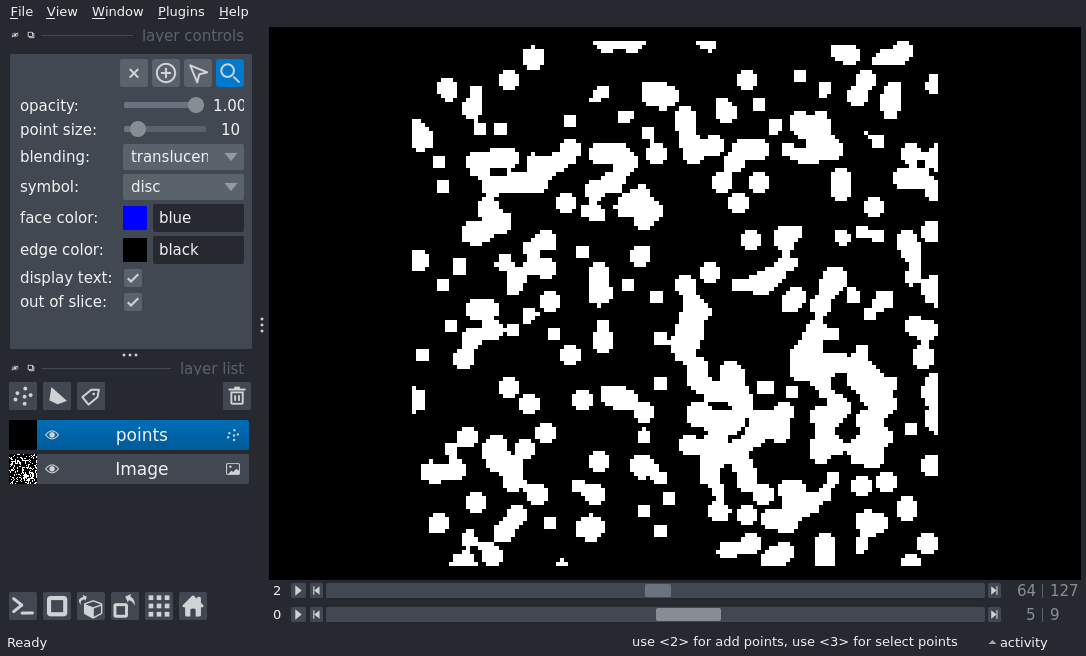 File View Window Plugins Help
layer controls
opacity: 1.00
point size: 10
blending: translucen
symbol: disc
face color: blue
edge color: black
display text:
out of slice:
layer list
points
Image
2 64 | 127
0 5 | 9
Ready use <2> for add points, use <3> for select points activity